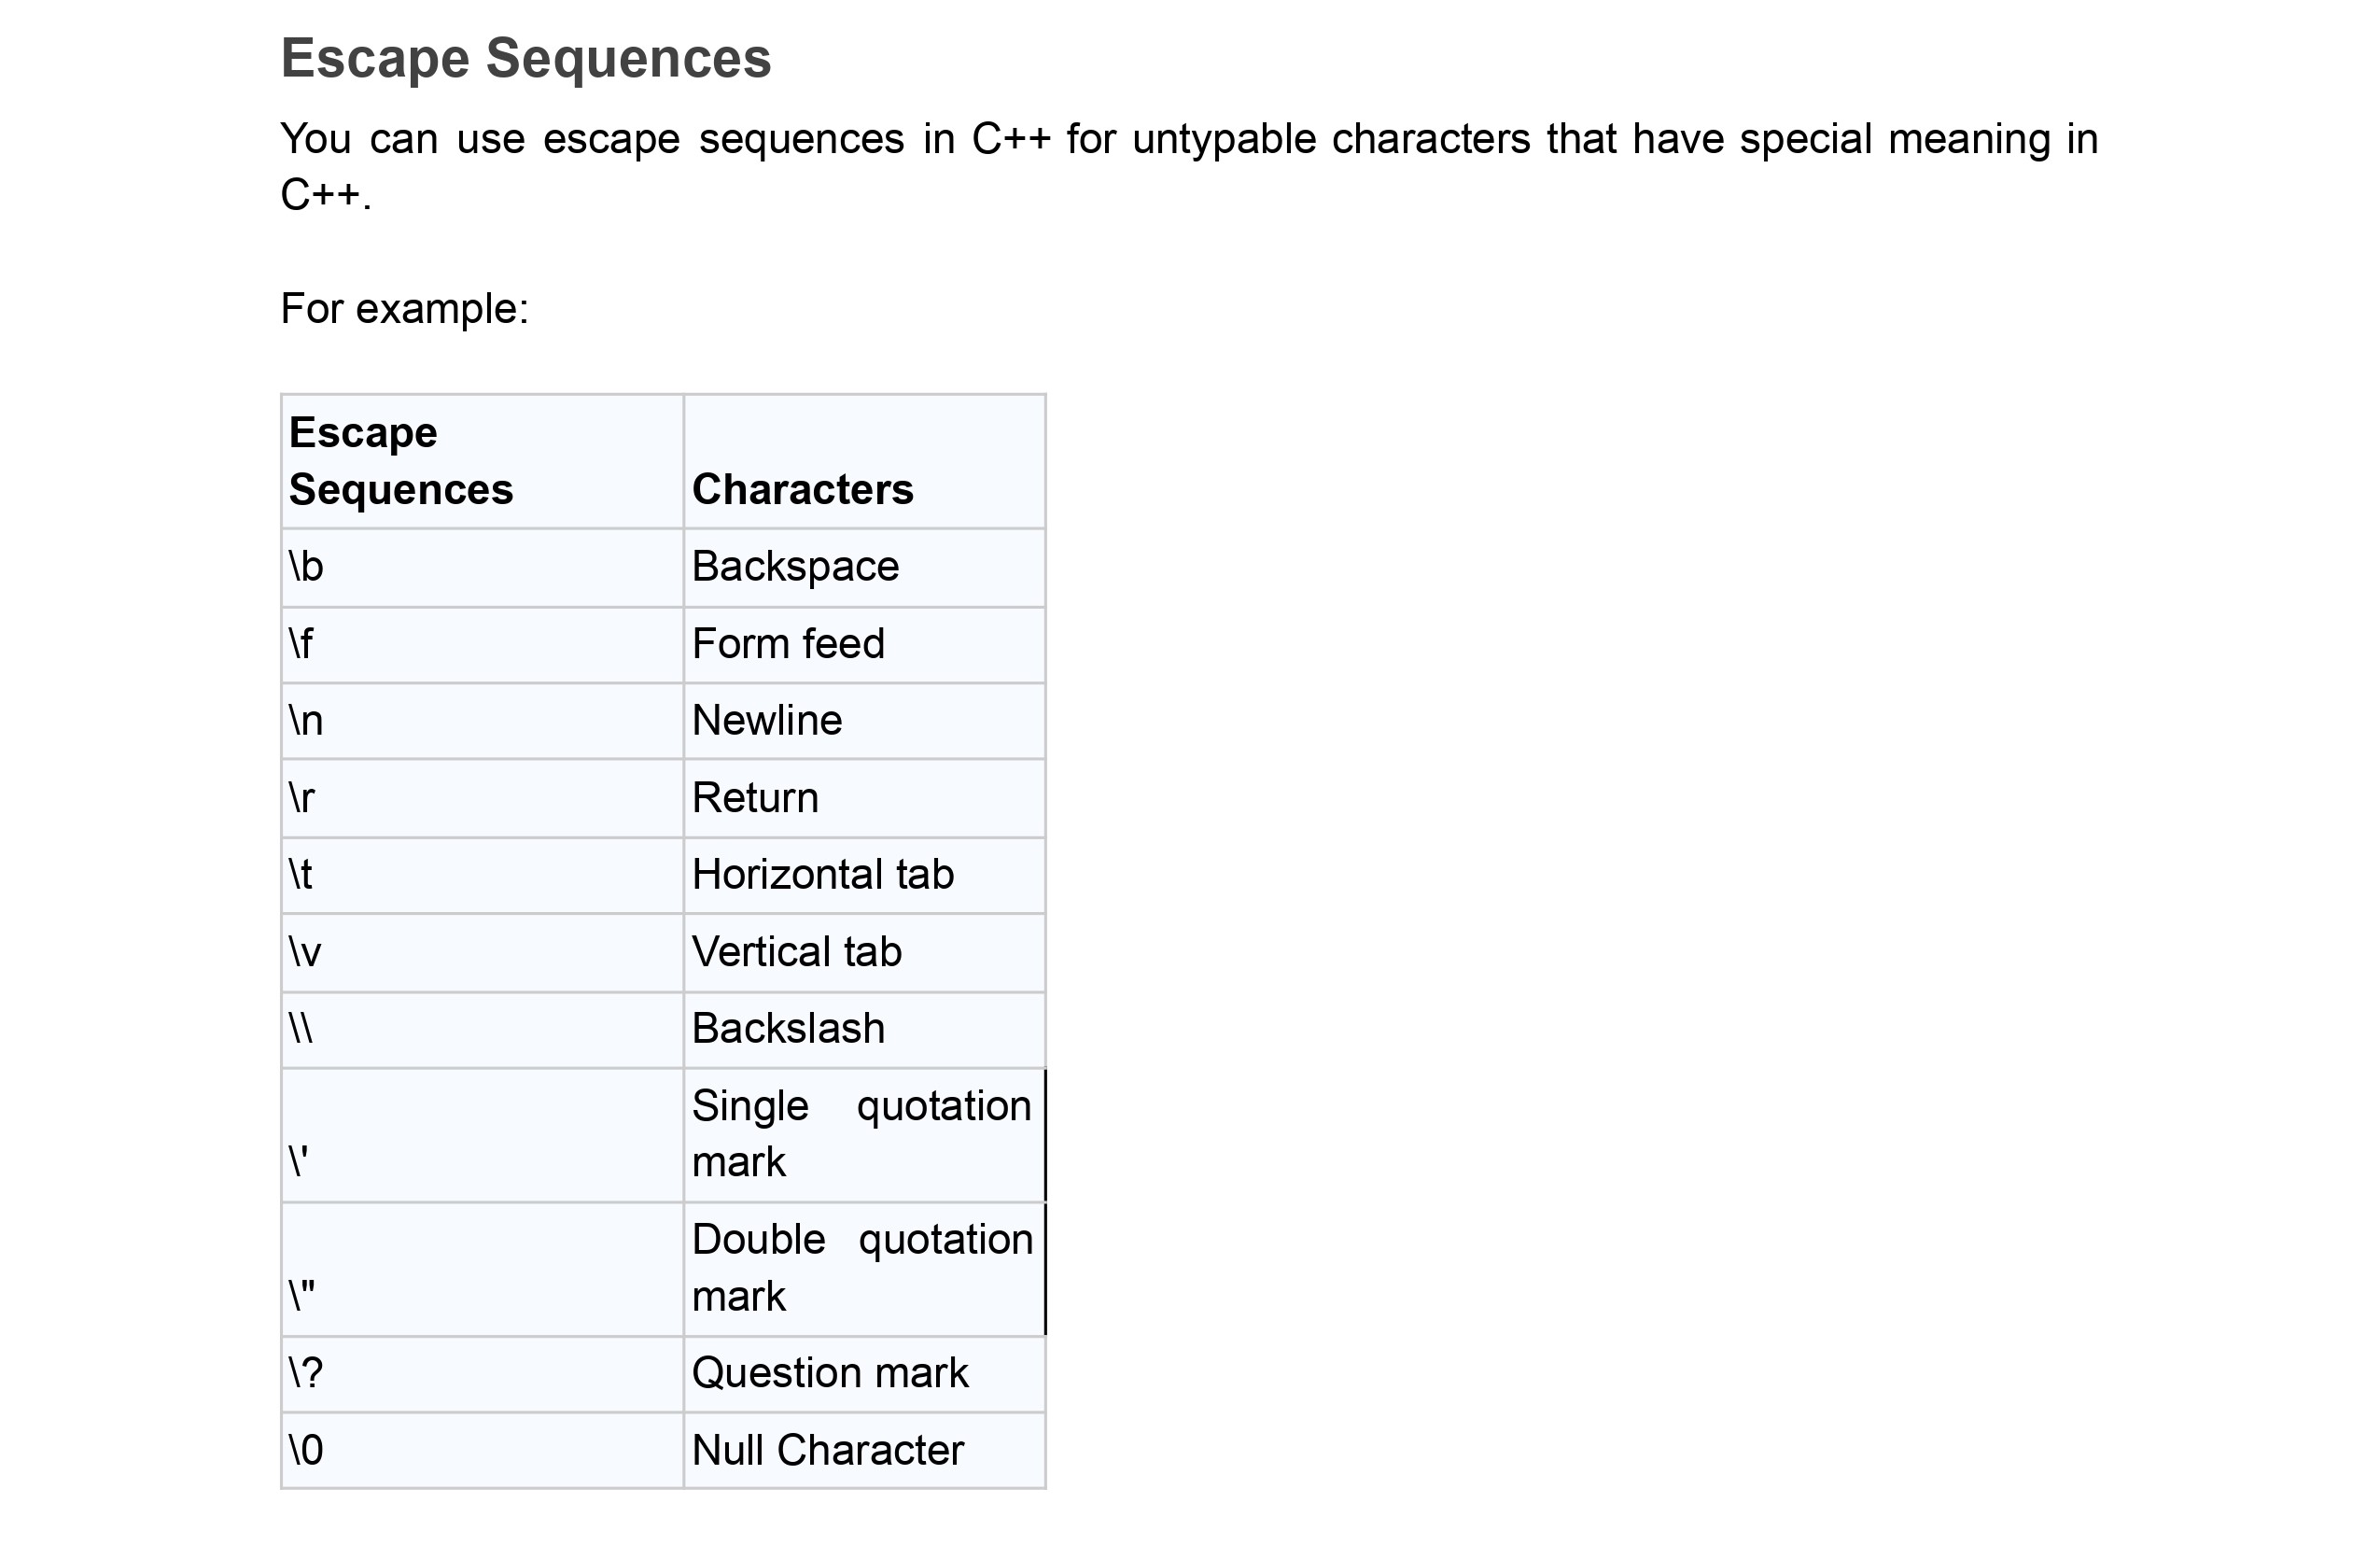 Escape Sequences
You can use escape sequences in C++ for untypable characters that have special meaning in
C++.
For example:
Escape
Sequences
Characters
\b Backspace
\f Form feed
\n Newline
\r Return
\t Horizontal tab
\v Vertical tab
\\ Backslash
Single quotation
\' mark
Double quotation
\" mark
\? Question mark
\0 Null Character